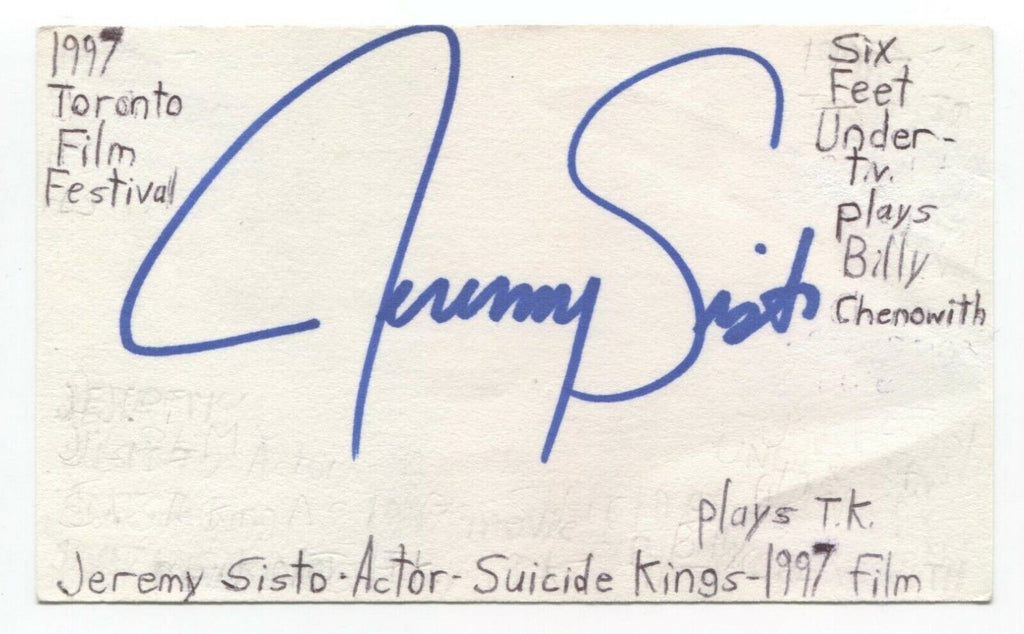 1997
Toronto
Film
Festival
Jeremy Sisto
Six
Feet
Under-
t.v.
plays
Billy
Chenowith
plays T.K.
Jeremy Sisto·Actor- Suicide Kings-1997 film